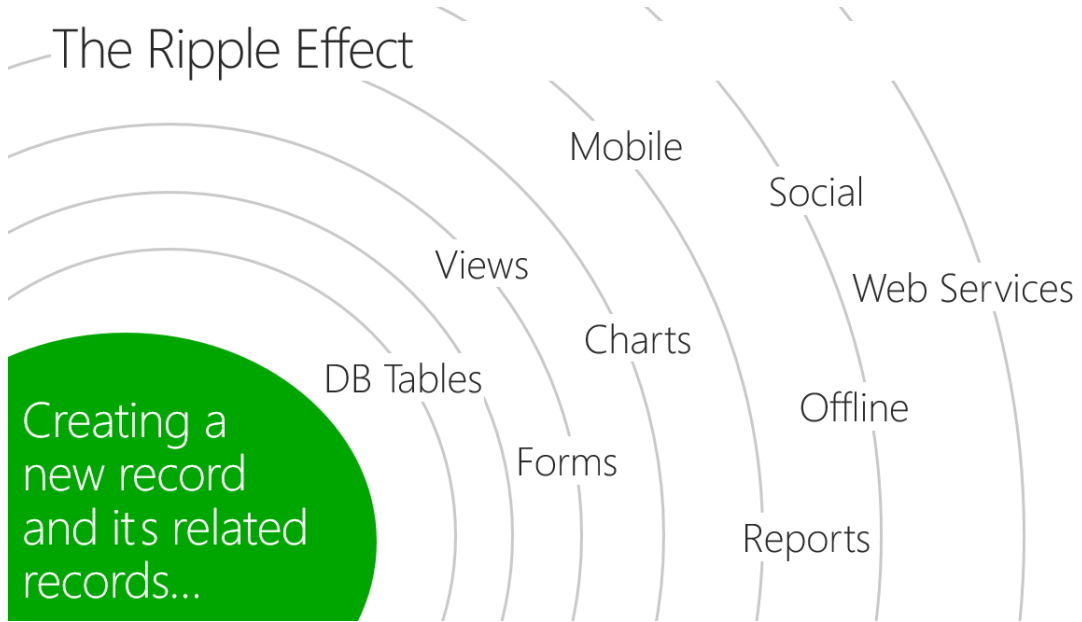 The Ripple Effect
Mobile
Social
Views
Web Services
Charts
DB Tables
Offline
Creating a
new record
Forms
and its related
Reports
records...